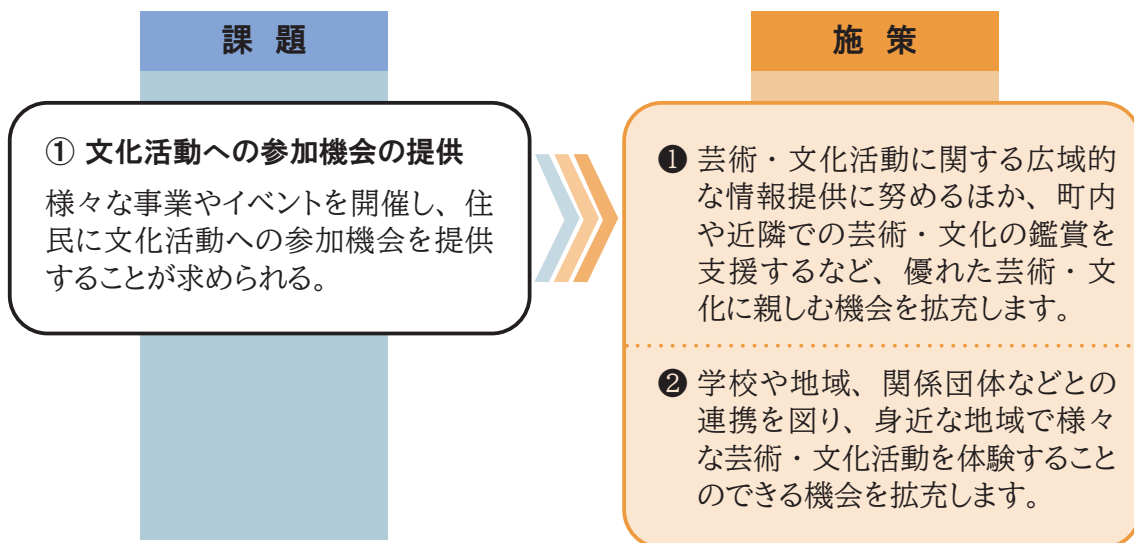 課 題
① 文化活動への参加機会の提供
様々な事業やイベントを開催し、住
民に文化活動への参加機会を提供
することが求められる。
施 策
❶ 芸術・文化活動に関する広域的
な情報提供に努めるほか、町内
や近隣での芸術・文化の鑑賞を
支援するなど、優れた芸術・文
化に親しむ機会を拡充します。
❷ 学校や地域、関係団体などとの
連携を図り、身近な地域で様々
な芸術・文化活動を体験すること
のできる機会を拡充します。